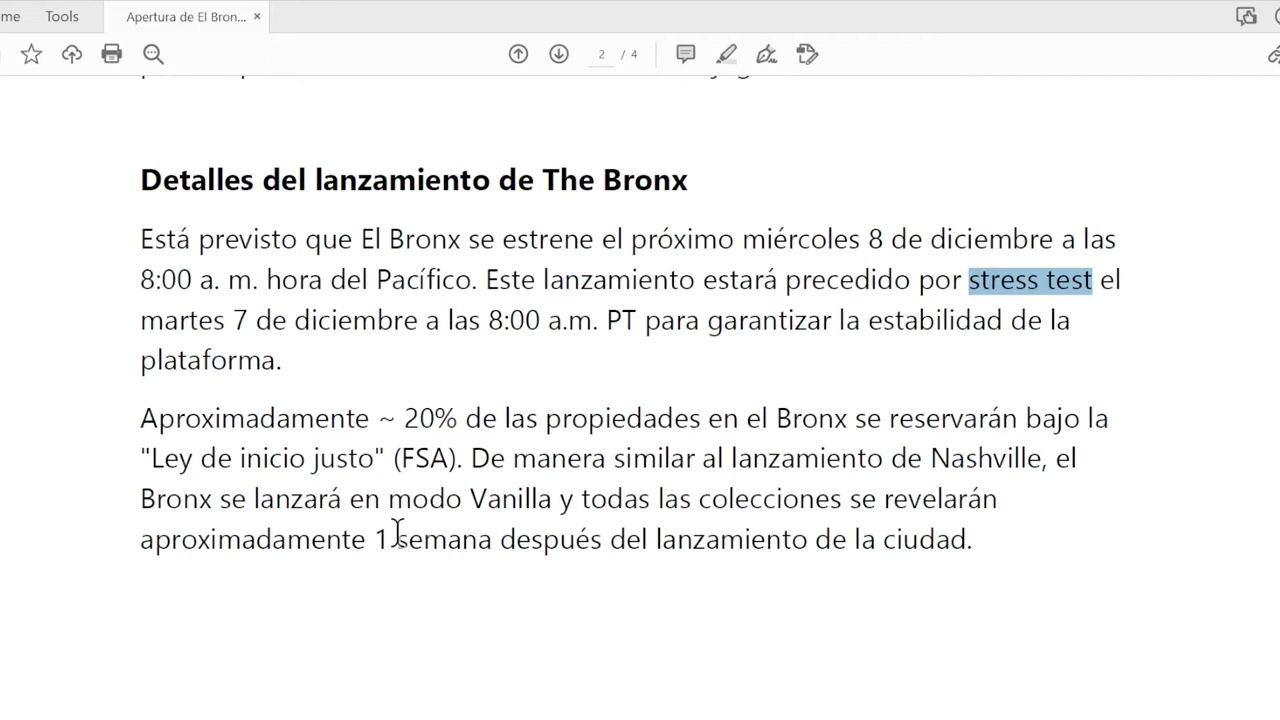 me
Tools
Apertura de El Bron... ×
2 / 4
Detalles del lanzamiento de The Bronx
Está previsto que El Bronx se estrene el próximo miércoles 8 de diciembre a las
8:00 a. m. hora del Pacífico. Este lanzamiento estará precedido por stress test el
martes 7 de diciembre a las 8:00 a.m. PT para garantizar la estabilidad de la
plataforma.
Aproximadamente ~ 20% de las propiedades en el Bronx se reservarán bajo la
"Ley de inicio justo" (FSA). De manera similar al lanzamiento de Nashville, el
Bronx se lanzará en modo Vanilla y todas las colecciones se revelarán
aproximadamente 1 semana después del lanzamiento de la ciudad.